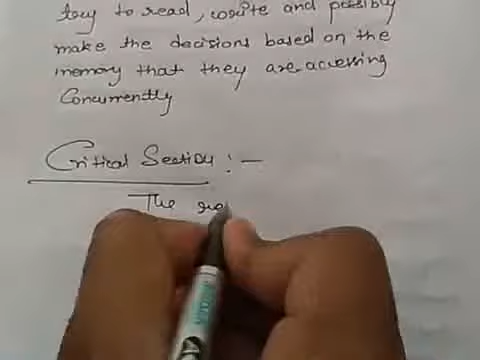 try to read, write and possibly
make the decisions based on the
memory that they are accessing
Concurrently
Critical Section :-
The